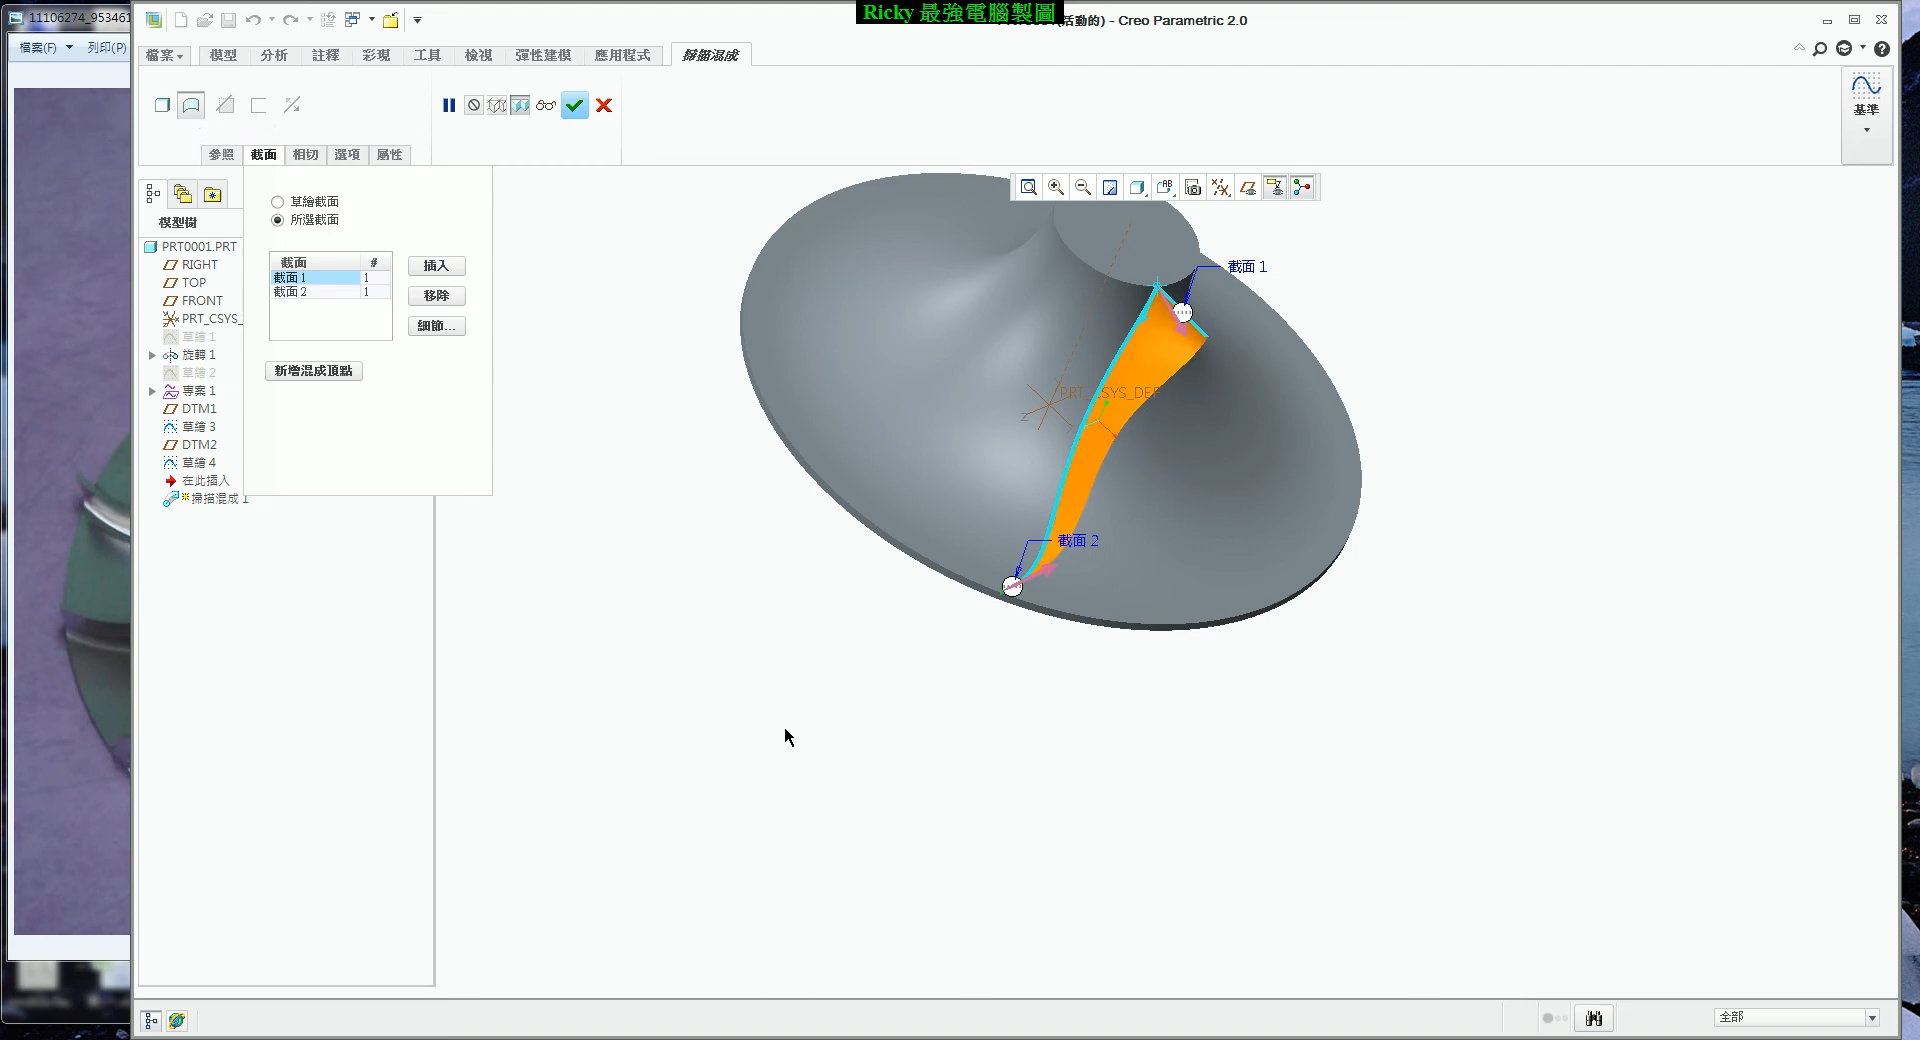 11106274_953461
Ricky 最強電腦製圖
(活動的) - Creo Parametric 2.0
檔案(F)
列印(P)
檔案
模型
分析
註釋
彩現
工具
檢視
彈性建模
應用程式
掃描混成
基準
參照
截面
相切
選項
屬性
草繪截面
所選截面
截面 #
截面 1 1
截面 2 1
插入
移除
細節...
新增混成頂點
模型樹
PRT0001.PRT
RIGHT
TOP
FRONT
PRT_CSYS_
草繪 1
旋轉 1
草繪 2
專案 1
DTM1
草繪 3
DTM2
草繪 4
在此插入
掃描混成 1
截面 1
PRT_CSYS_DEF
Z
截面 2
全部